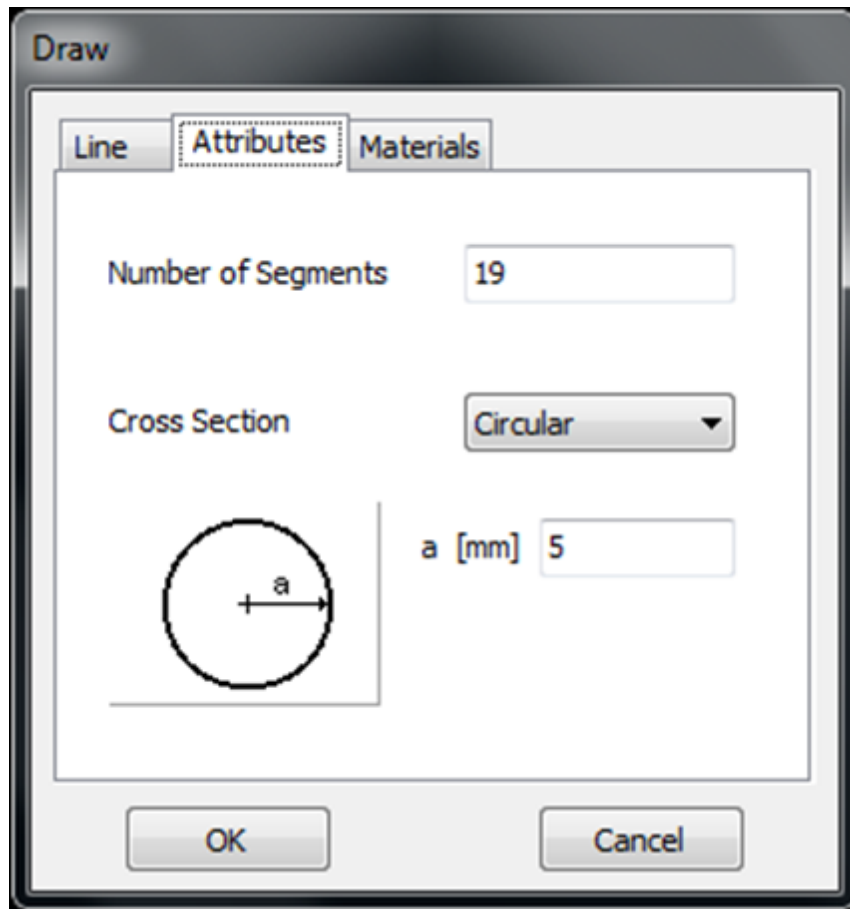 Draw
Line Attributes Materials
Number of Segments 19
Cross Section Circular
a
a [mm] 5
OK Cancel